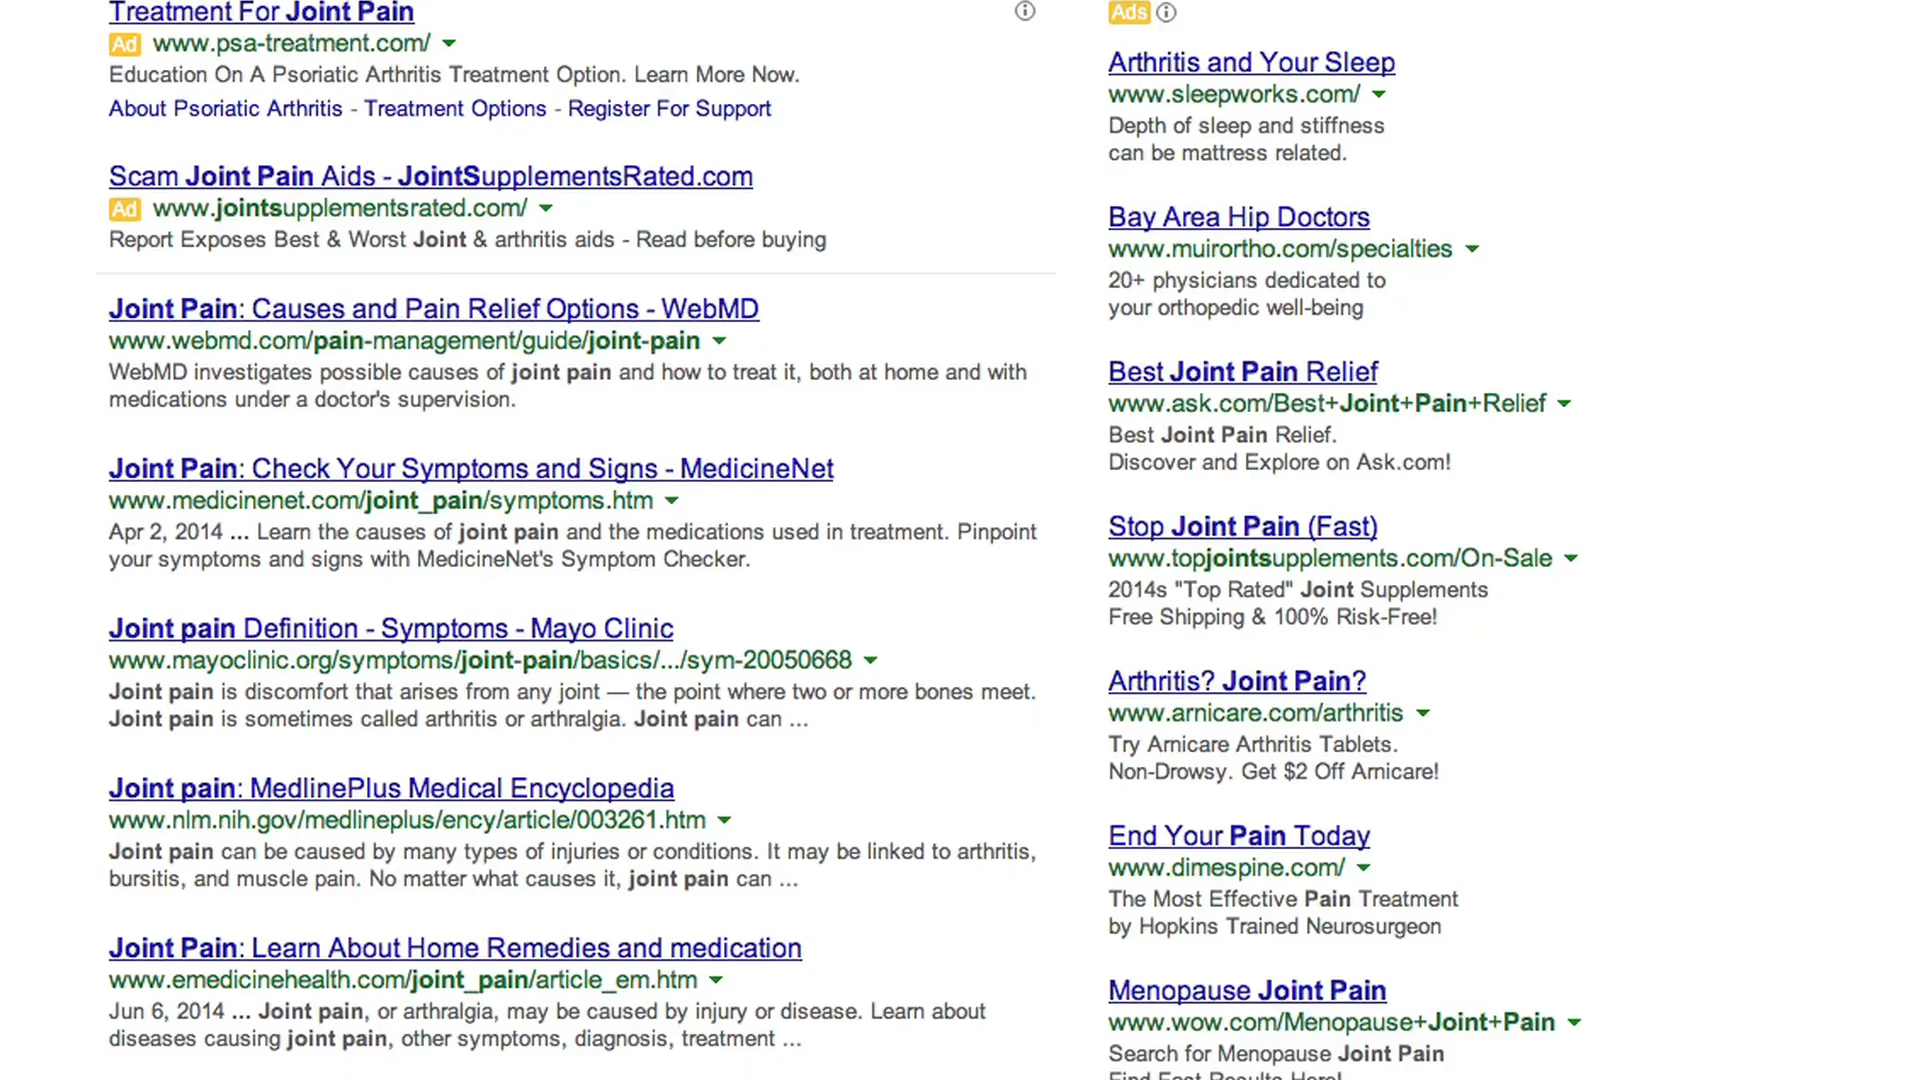 Treatment For Joint Pain
Ad www.psa-treatment.com/
Education On A Psoriatic Arthritis Treatment Option. Learn More Now.
About Psoriatic Arthritis - Treatment Options - Register For Support
Scam Joint Pain Aids - JointSupplementsRated.com
Ad www.jointsupplementsrated.com/
Report Exposes Best & Worst Joint & arthritis aids - Read before buying
Joint Pain: Causes and Pain Relief Options - WebMD
www.webmd.com/pain-management/guide/joint-pain
WebMD investigates possible causes of joint pain and how to treat it, both at home and with
medications under a doctor's supervision.
Joint Pain: Check Your Symptoms and Signs - MedicineNet
www.medicinenet.com/joint_pain/symptoms.htm
Apr 2, 2014 ... Learn the causes of joint pain and the medications used in treatment. Pinpoint
your symptoms and signs with MedicineNet's Symptom Checker.
Joint pain Definition - Symptoms - Mayo Clinic
www.mayoclinic.org/symptoms/joint-pain/basics/.../sym-20050668
Joint pain is discomfort that arises from any joint — the point where two or more bones meet.
Joint pain is sometimes called arthritis or arthralgia. Joint pain can ...
Joint pain: MedlinePlus Medical Encyclopedia
www.nlm.nih.gov/medlineplus/ency/article/003261.htm
Joint pain can be caused by many types of injuries or conditions. It may be linked to arthritis,
bursitis, and muscle pain. No matter what causes it, joint pain can ...
Joint Pain: Learn About Home Remedies and medication
www.emedicinehealth.com/joint_pain/article_em.htm
Jun 6, 2014 ... Joint pain, or arthralgia, may be caused by injury or disease. Learn about
diseases causing joint pain, other symptoms, diagnosis, treatment ...
Ads
Arthritis and Your Sleep
www.sleepworks.com/
Depth of sleep and stiffness
can be mattress related.
Bay Area Hip Doctors
www.muirortho.com/specialties
20+ physicians dedicated to
your orthopedic well-being
Best Joint Pain Relief
www.ask.com/Best+Joint+Pain+Relief
Best Joint Pain Relief.
Discover and Explore on Ask.com!
Stop Joint Pain (Fast)
www.topjointsupplements.com/On-Sale
2014s "Top Rated" Joint Supplements
Free Shipping & 100% Risk-Free!
Arthritis? Joint Pain?
www.arnicare.com/arthritis
Try Arnicare Arthritis Tablets.
Non-Drowsy. Get $2 Off Arnicare!
End Your Pain Today
www.dimespine.com/
The Most Effective Pain Treatment
by Hopkins Trained Neurosurgeon
Menopause Joint Pain
www.wow.com/Menopause+Joint+Pain
Search for Menopause Joint Pain
Find Fast Results Here!